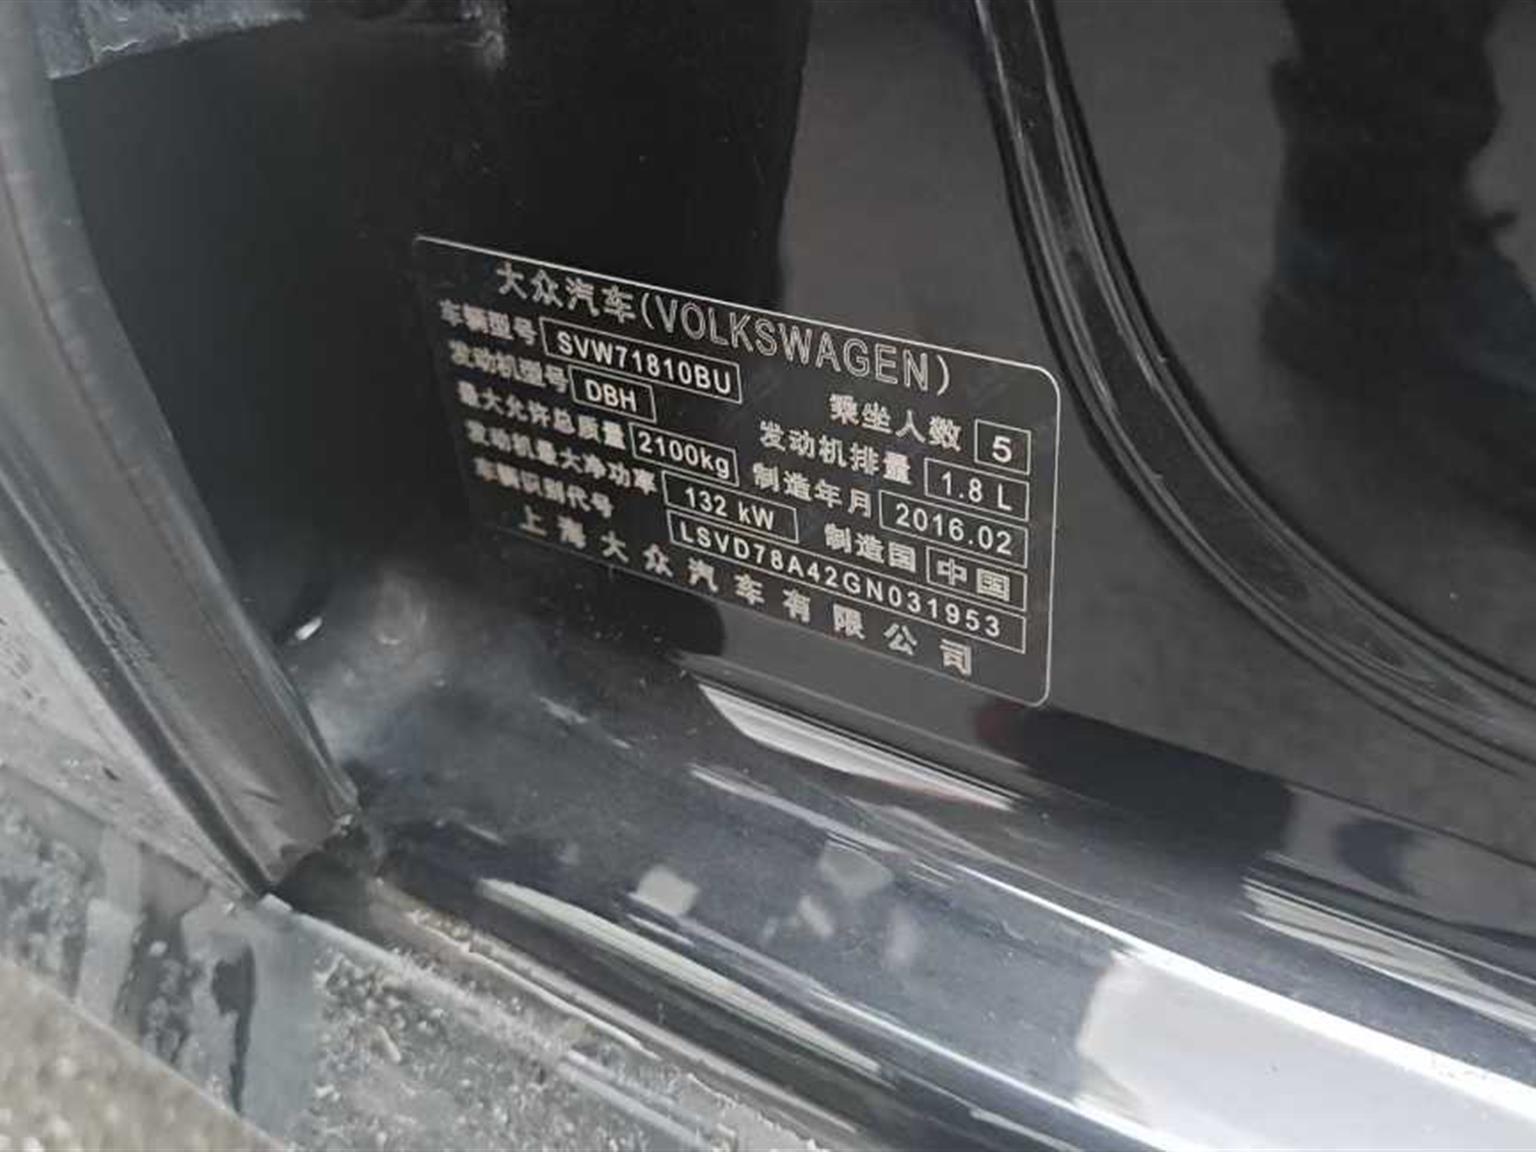 大众汽车(VOLKSWAGEN)
车辆型号 SVW71810BU 乘坐人数 5
发动机型号 DBH 发动机排量 1.8 L
最大允许总质量 2100kg 制造年月 2016.02
发动机最大净功率 132 kW 制造国 中国
车辆识别代号 LSVD78A42GN031953
上海大众汽车有限公司